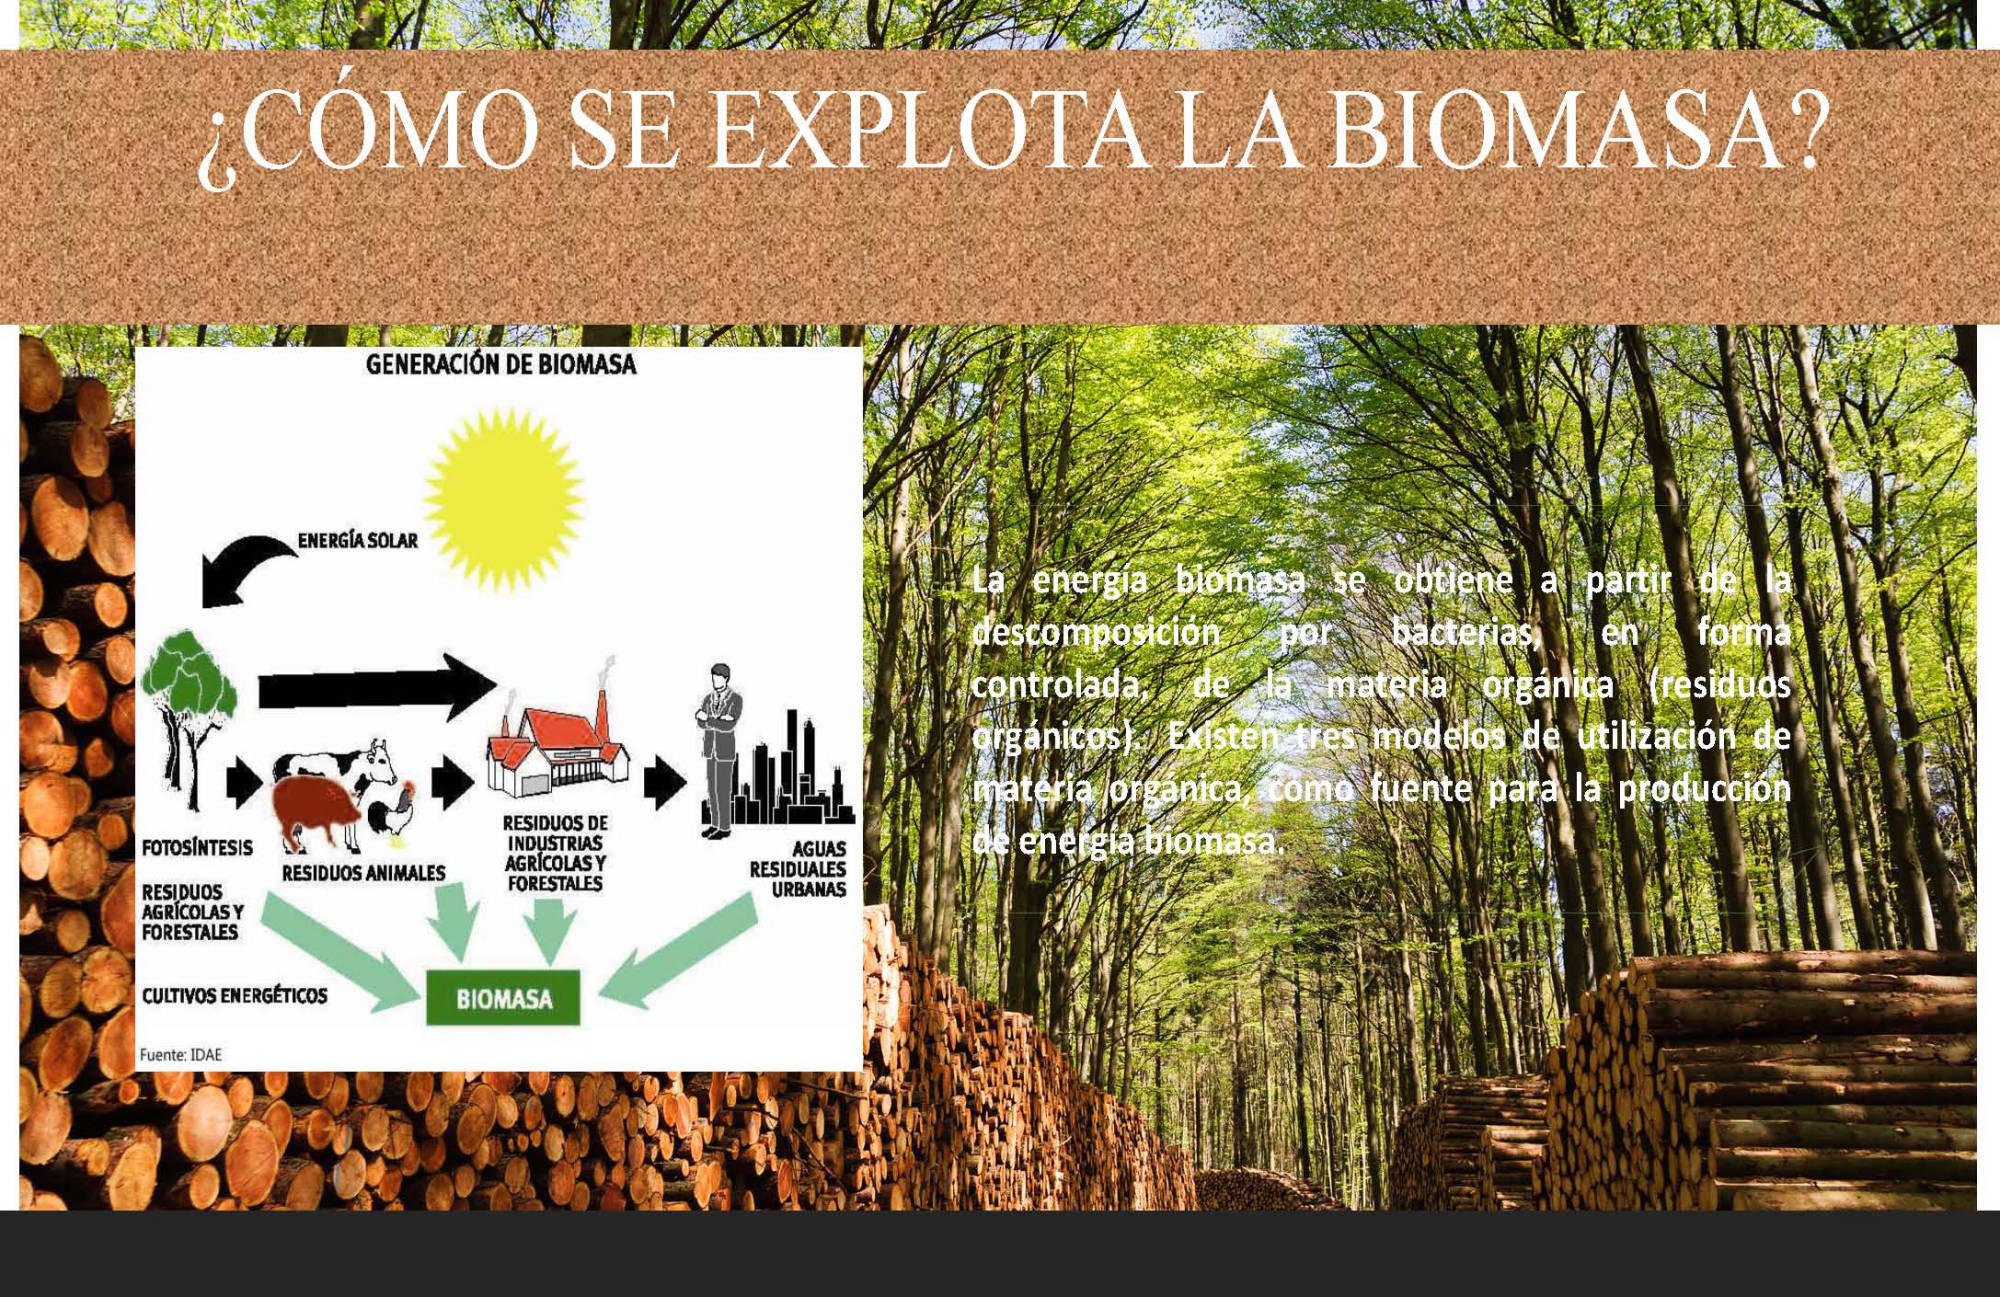 ¿CÓMO SE EXPLOTA LA BIOMASA?
GENERACIÓN DE BIOMASA
ENERGÍA SOLAR
FOTOSÍNTESIS
RESIDUOS
AGRÍCOLAS Y
FORESTALES
CULTIVOS ENERGÉTICOS
RESIDUOS ANIMALES
RESIDUOS DE
INDUSTRIAS
AGRÍCOLAS Y
FORESTALES
AGUAS
RESIDUALES
URBANAS
BIOMASA
Fuente: IDAE
La energía biomasa se obtiene a partir de la
descomposición por bacterias, en forma
controlada, de la materia orgánica (residuos
orgánicos). Existen tres modelos de utilización de
materia orgánica, como fuente para la producción
de energía biomasa.